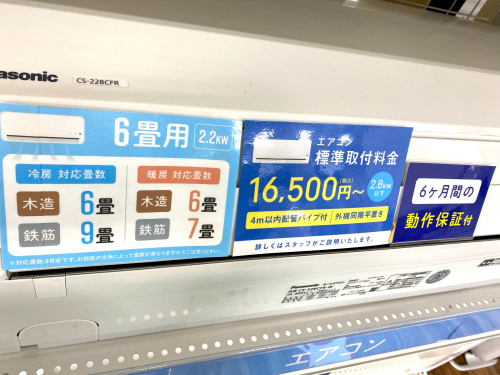 asonic
CS-22BCFR
6畳用 2.2KW
冷房 対応畳数
木造 6畳
鉄筋 9畳
暖房 対応畳数
木造 6畳
鉄筋 7畳
エアコン
標準取付料金
16,500円～
(税込)
2.8kw
以下
4m以内配管パイプ付
外機同階平置き
詳しくはスタッフがご説明いたします。
6ヶ月間の
動作保証付
Panasonic
エアコン